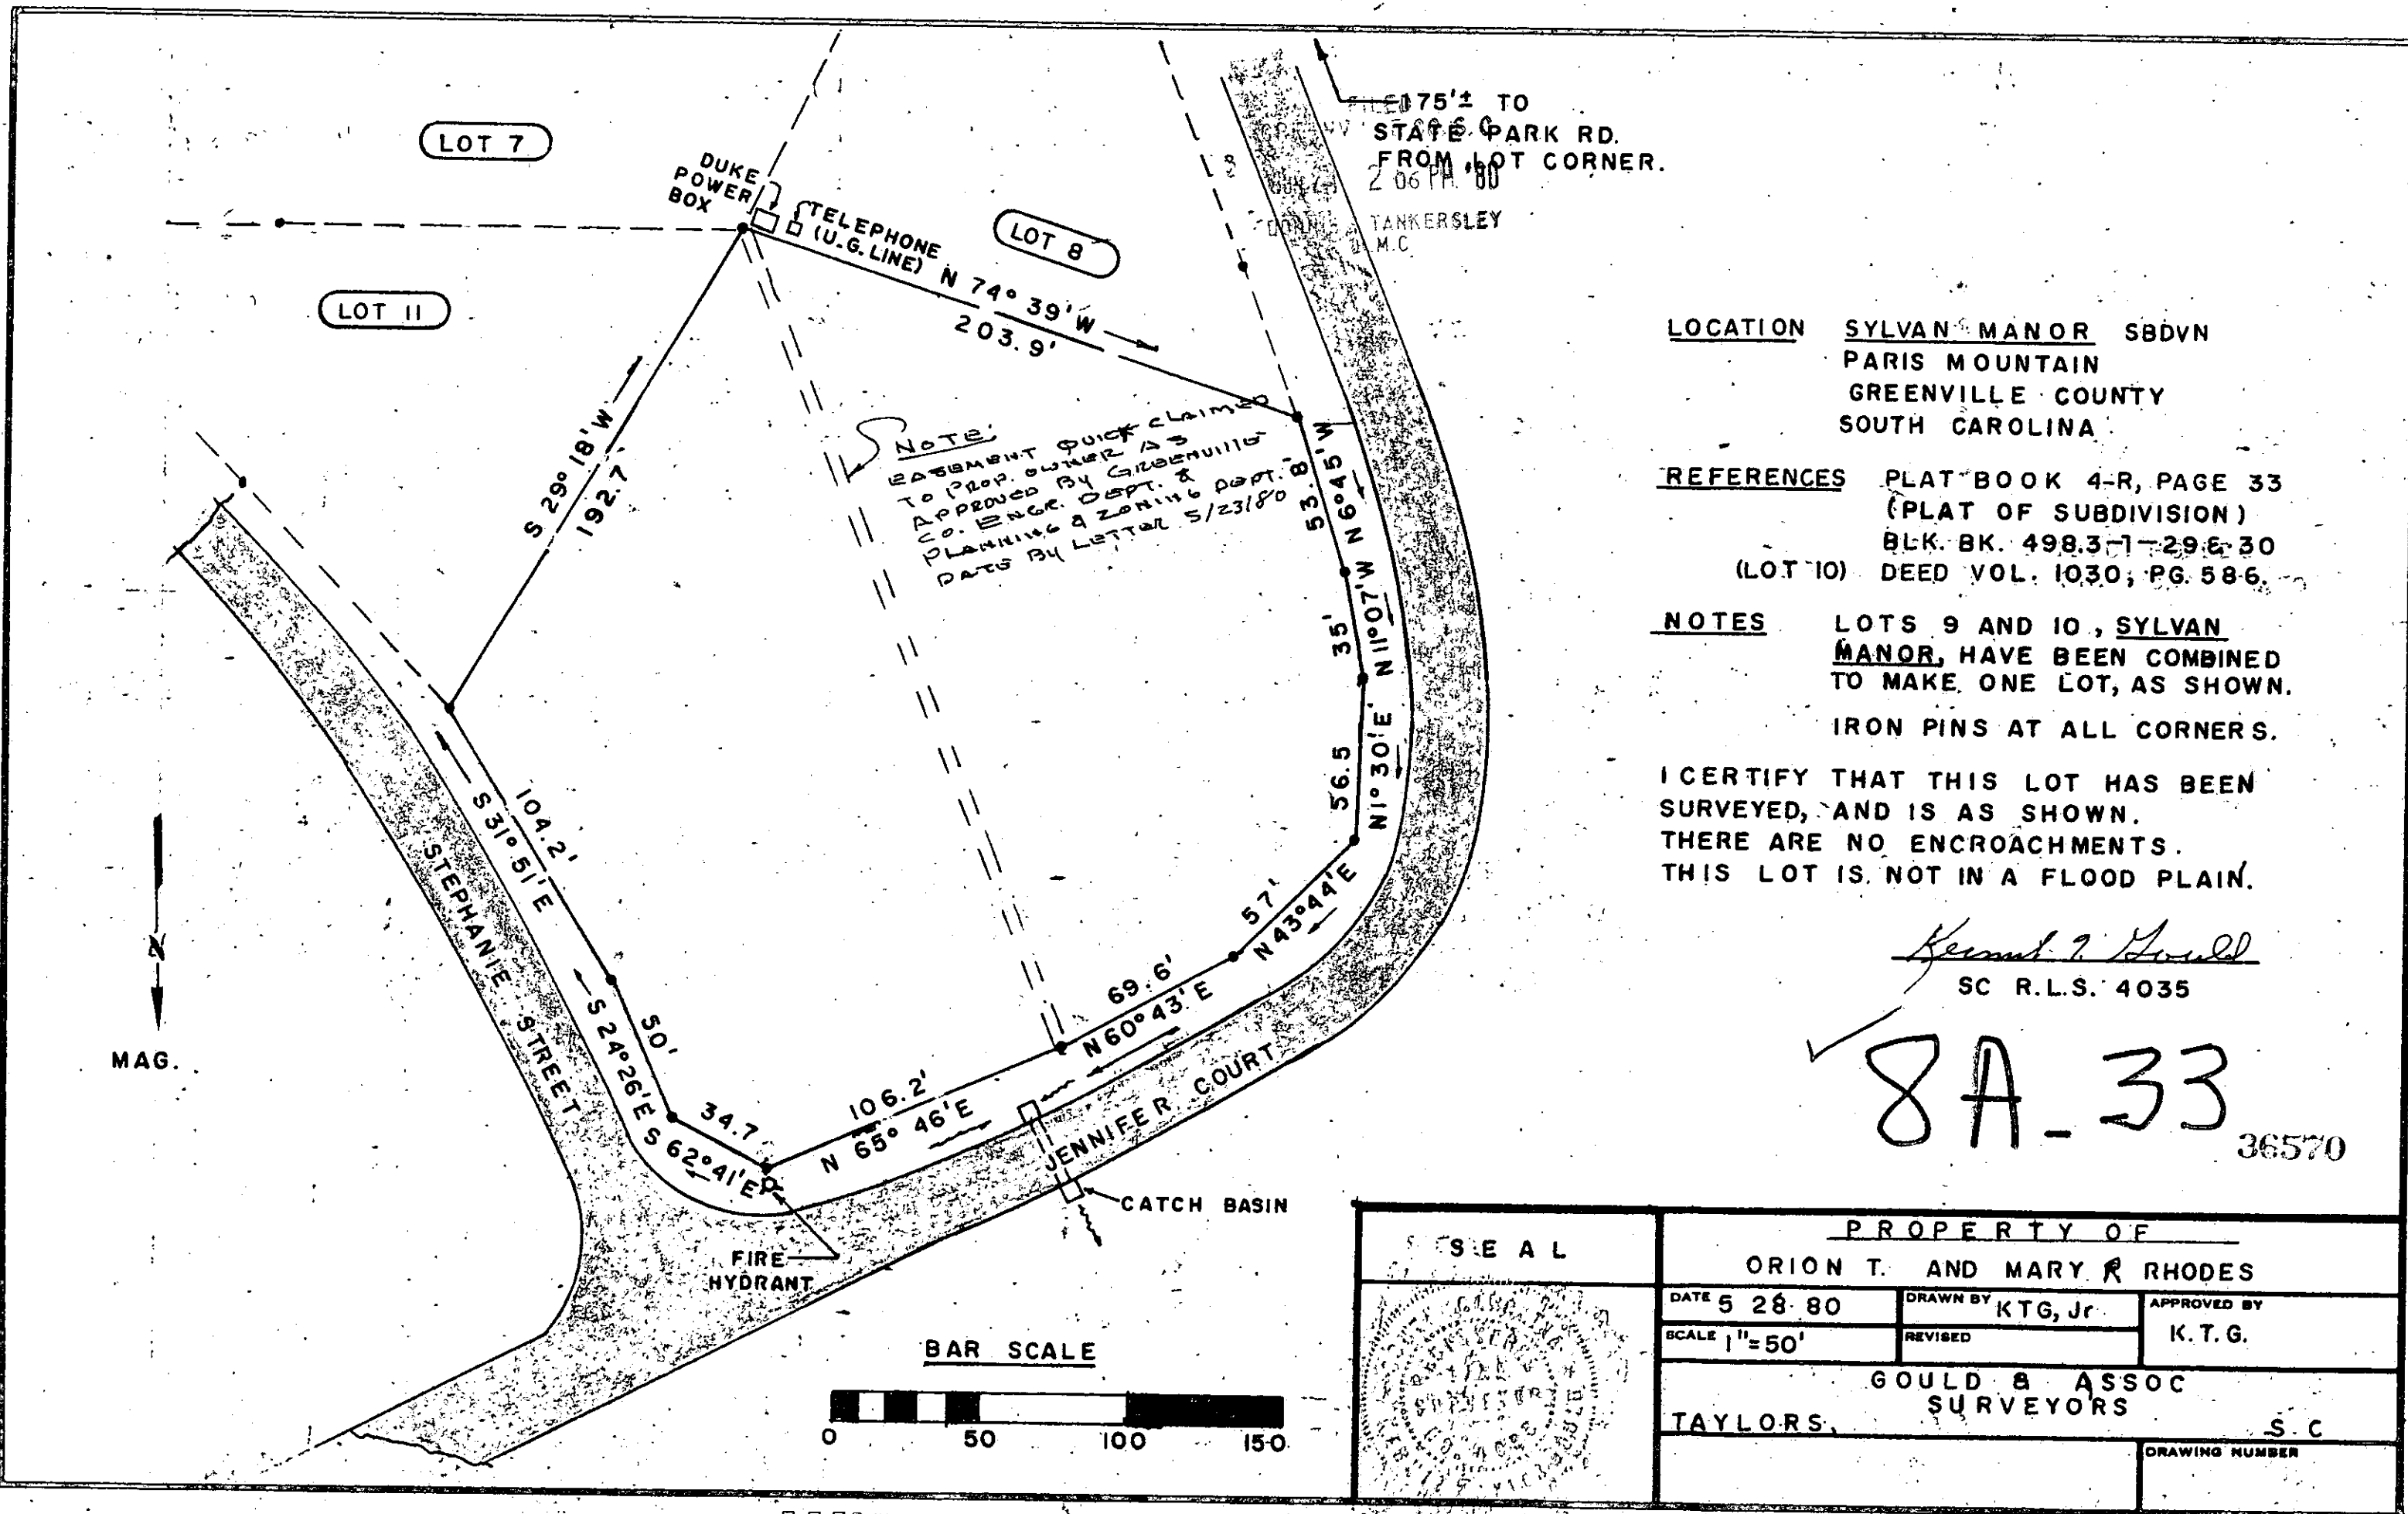 LOT 7
DUKE
POWER
BOX
TELEPHONE
(U.G. LINE)
LOT 8
LOT 11
N 74° 39' W
203.9'
175'± TO
STATE PARK RD.
FROM LOT CORNER.
2 06 PM '80
TANKERSLEY
M.C.
S 29° 18' W
192.7'
NOTE:
EASEMENT QUICK CLAIMED
TO PROP. OWNER AS
APPROVED BY GREENVILLE
CO. ENGR. DEPT. &
PLANNING & ZONING DEPT.
DATE BY LETTER 5/23/80
N 6° 45' W
53.8'
N 11° 07' W
35'
N 1° 30' E
56.5
57'
N 43° 44' E
69.6'
N 60° 43' E
106.2'
N 65° 46' E
34.7
S 62° 41' E
50'
S 24° 26' E
104.2'
S 31° 51' E
STEPHANIE STREET
JENNIFER COURT
CATCH BASIN
FIRE
HYDRANT
N
MAG.
BAR SCALE
0 50 100 150
LOCATION SYLVAN MANOR SBDVN
PARIS MOUNTAIN
GREENVILLE COUNTY
SOUTH CAROLINA
REFERENCES PLAT BOOK 4-R, PAGE 33
(PLAT OF SUBDIVISION)
BLK. BK. 498.3-1-29 & 30
(LOT 10) DEED VOL. 1030, PG. 586.
NOTES LOTS 9 AND 10, SYLVAN
MANOR, HAVE BEEN COMBINED
TO MAKE ONE LOT, AS SHOWN.
IRON PINS AT ALL CORNERS.
I CERTIFY THAT THIS LOT HAS BEEN
SURVEYED, AND IS AS SHOWN.
THERE ARE NO ENCROACHMENTS.
THIS LOT IS NOT IN A FLOOD PLAIN.
SC R.L.S. 4035
8A-33
36570
SEAL
PROPERTY OF
ORION T. AND MARY R RHODES
DATE 5 28 80
DRAWN BY KTG, Jr
APPROVED BY
K.T.G.
SCALE 1"=50'
REVISED
GOULD & ASSOC
SURVEYORS
TAYLORS, S.C
DRAWING NUMBER